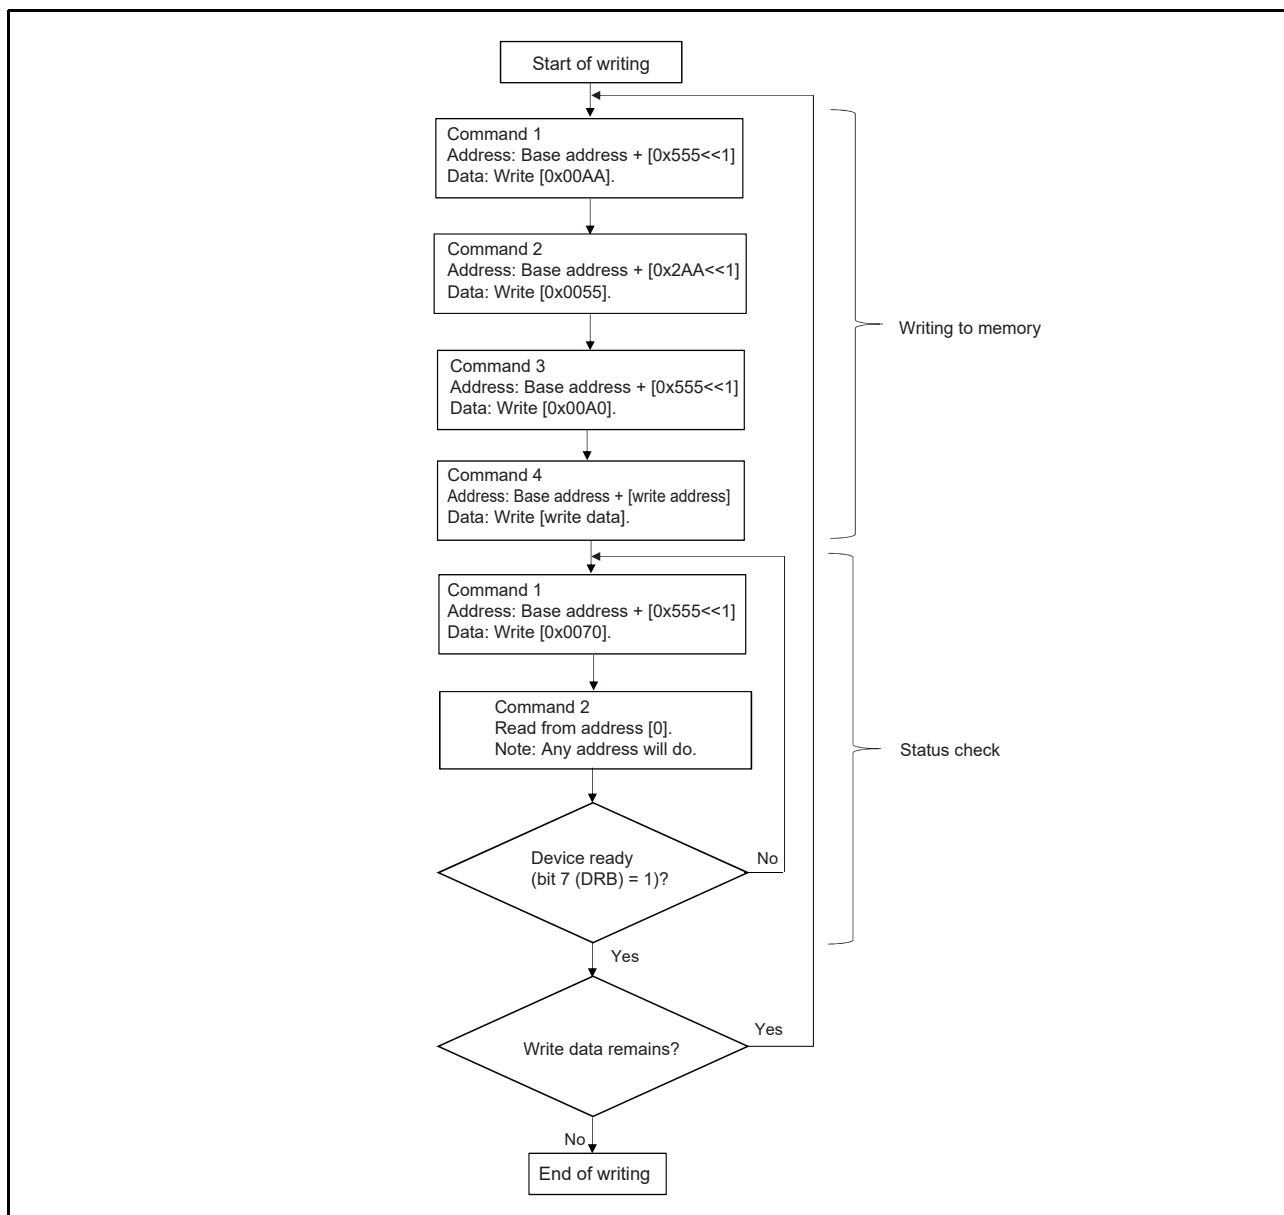 Start of writing
Command 1
Address: Base address + [0x555<<1]
Data: Write [0x00AA].
Command 2
Address: Base address + [0x2AA<<1]
Data: Write [0x0055].
Writing to memory
Command 3
Address: Base address + [0x555<<1]
Data: Write [0x00A0].
Command 4
Address: Base address + [write address]
Data: Write [write data].
Command 1
Address: Base address + [0x555<<1]
Data: Write [0x0070].
Command 2
Read from address [0].
Note: Any address will do.
Status check
Device ready
(bit 7 (DRB) = 1)?
No
Yes
Write data remains?
Yes
No
End of writing